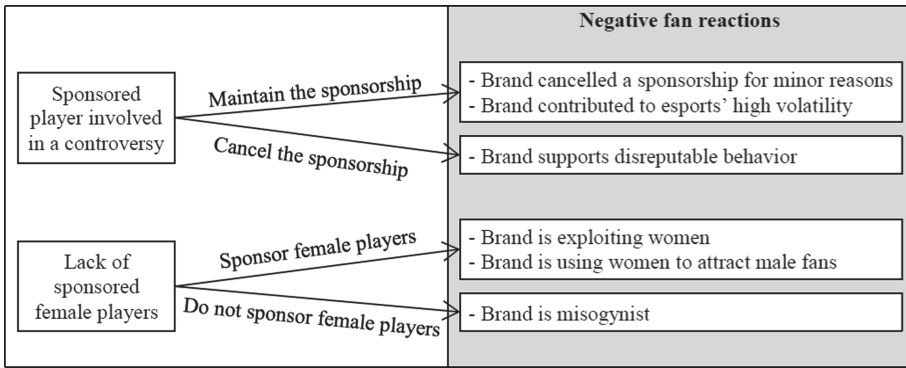 Negative fan reactions
Sponsored
player involved
in a controversy
Maintain the sponsorship
- Brand cancelled a sponsorship for minor reasons
- Brand contributed to esports’ high volatility
Cancel the sponsorship
- Brand supports disreputable behavior
Lack of
sponsored
female players
Sponsor female players
- Brand is exploiting women
- Brand is using women to attract male fans
Do not sponsor female players
- Brand is misogynist